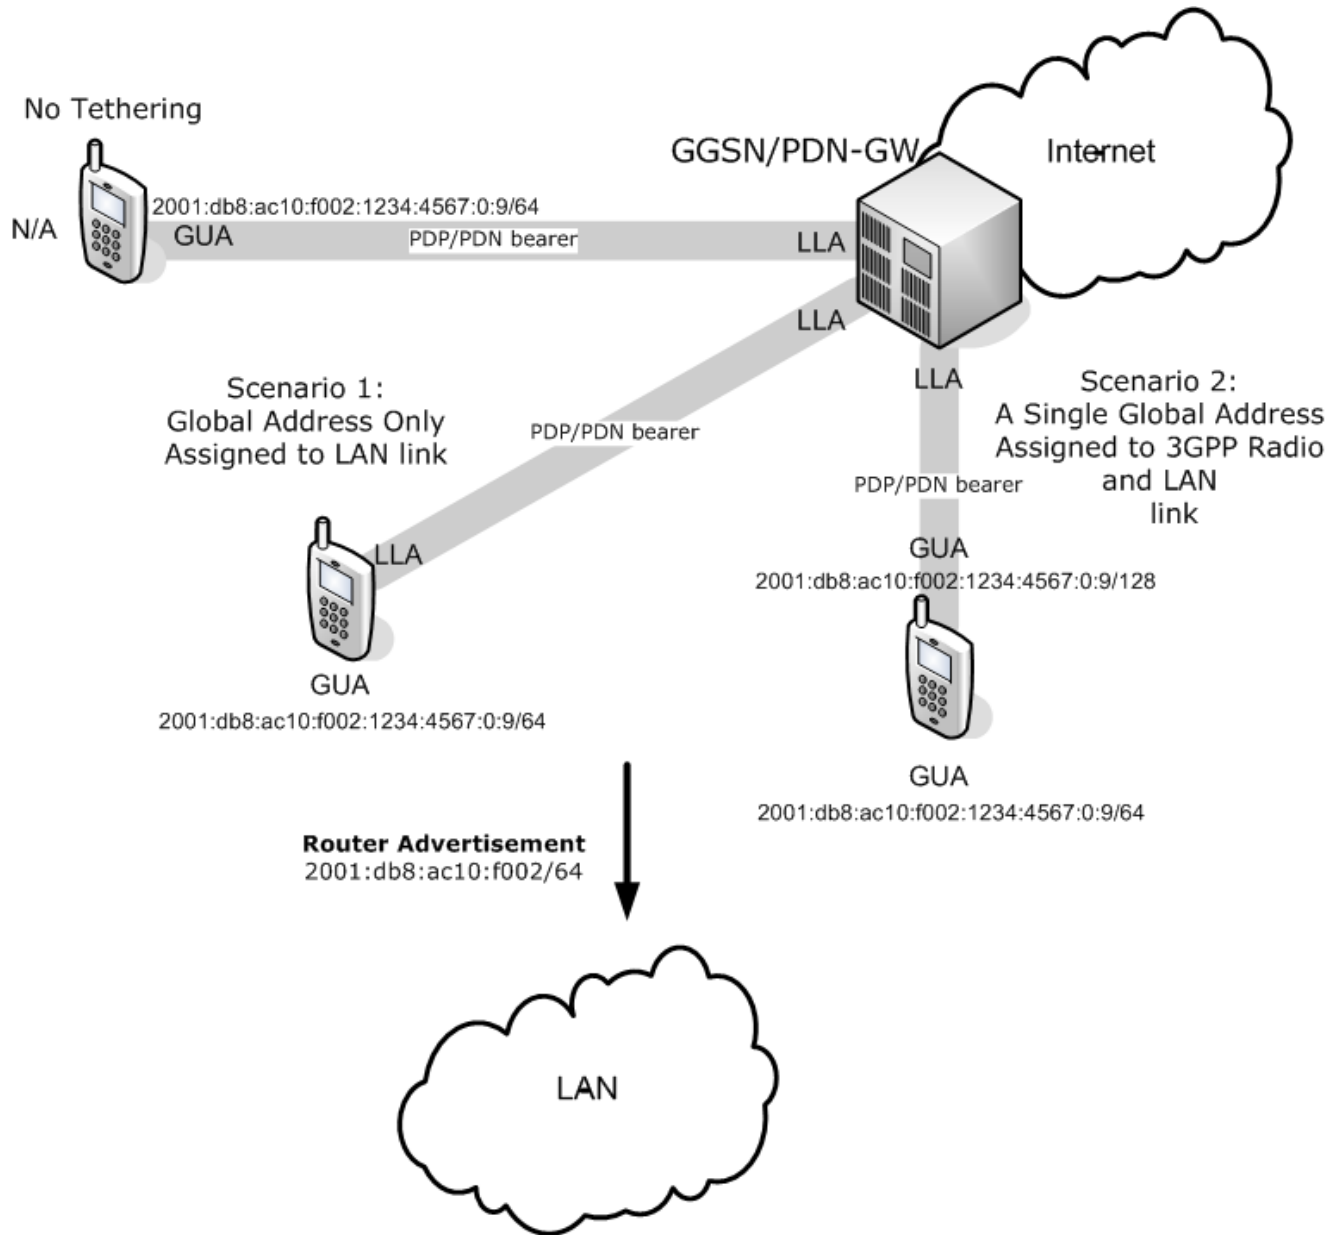 No Tethering
GGSN/PDN-GW
Internet
2001:db8:ac10:f002:1234:4567:0:9/64
N/A
GUA
PDP/PDN bearer
LLA
LLA
LLA
Scenario 1:
Global Address Only
Assigned to LAN link
Scenario 2:
A Single Global Address
Assigned to 3GPP Radio
and LAN
link
PDP/PDN bearer
PDP/PDN bearer
LLA
GUA
2001:db8:ac10:f002:1234:4567:0:9/128
GUA
2001:db8:ac10:f002:1234:4567:0:9/64
GUA
2001:db8:ac10:f002:1234:4567:0:9/64
Router Advertisement
2001:db8:ac10:f002/64
LAN